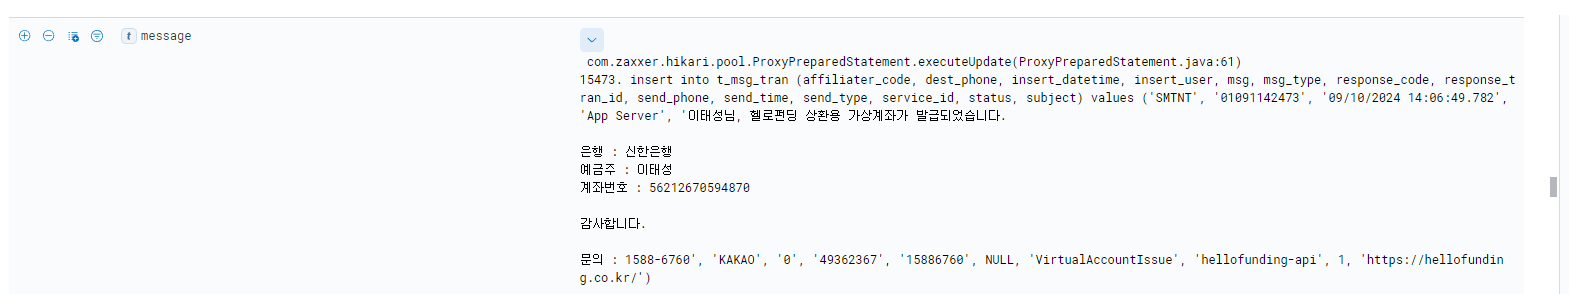 message
com.zaxxer.hikari.pool.ProxyPreparedStatement.executeUpdate(ProxyPreparedStatement.java:61)
15473. insert into t_msg_tran (affiliater_code, dest_phone, insert_datetime, insert_user, msg, msg_type, response_code, response_t
ran_id, send_phone, send_time, send_type, service_id, status, subject) values ('SMTNT', '01091142473', '09/10/2024 14:06:49.782',
'App Server', '이태성님, 헬로펀딩 상환용 가상계좌가 발급되었습니다.
은행 : 신한은행
예금주 : 이태성
계좌번호 : 56212670594870
감사합니다.
문의 : 1588-6760', 'KAKAO', '0', '49362367', '15886760', NULL, 'VirtualAccountIssue', 'hellofunding-api', 1, 'https://hellofundin
g.co.kr/')